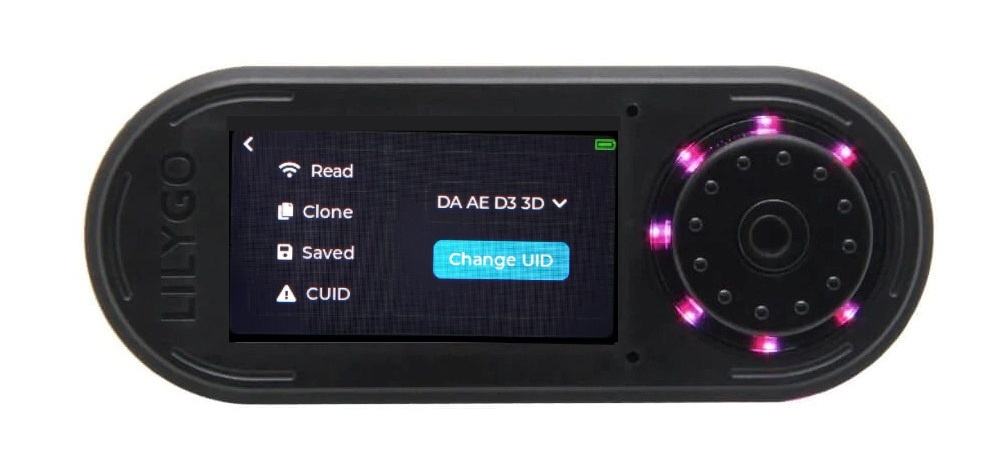 LILYGO
Read
Clone
Saved
CUID
DA AE D3 3D
Change UID